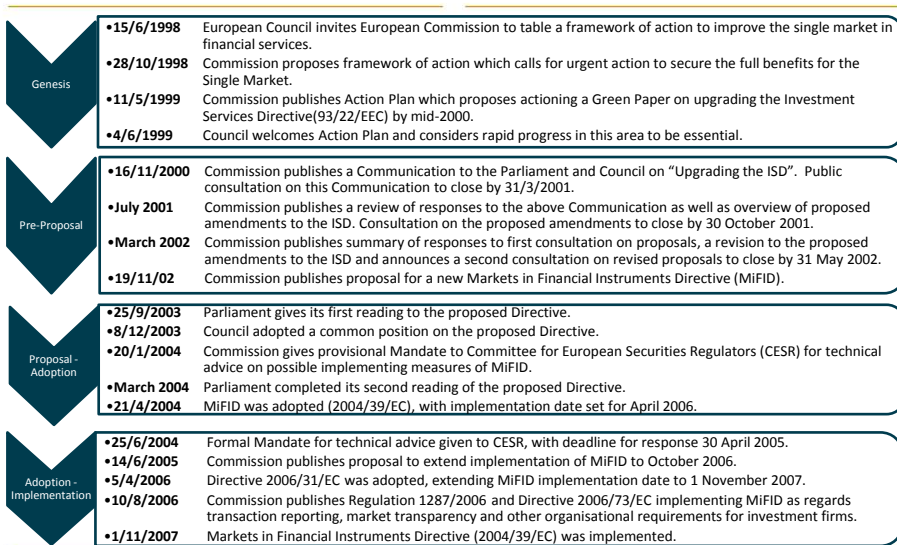 Genesis
•15/6/1998 European Council invites European Commission to table a framework of action to improve the single market in
financial services.
•28/10/1998 Commission proposes framework of action which calls for urgent action to secure the full benefits for the
Single Market.
•11/5/1999 Commission publishes Action Plan which proposes actioning a Green Paper on upgrading the Investment
Services Directive(93/22/EEC) by mid-2000.
•4/6/1999 Council welcomes Action Plan and considers rapid progress in this area to be essential.
Pre-Proposal
•16/11/2000 Commission publishes a Communication to the Parliament and Council on “Upgrading the ISD”. Public
consultation on this Communication to close by 31/3/2001.
•July 2001 Commission publishes a review of responses to the above Communication as well as overview of proposed
amendments to the ISD. Consultation on the proposed amendments to close by 30 October 2001.
•March 2002 Commission publishes summary of responses to first consultation on proposals, a revision to the proposed
amendments to the ISD and announces a second consultation on revised proposals to close by 31 May 2002.
•19/11/02 Commission publishes proposal for a new Markets in Financial Instruments Directive (MiFID).
Proposal -
Adoption
•25/9/2003 Parliament gives its first reading to the proposed Directive.
•8/12/2003 Council adopted a common position on the proposed Directive.
•20/1/2004 Commission gives provisional Mandate to Committee for European Securities Regulators (CESR) for technical
advice on possible implementing measures of MiFID.
•March 2004 Parliament completed its second reading of the proposed Directive.
•21/4/2004 MiFID was adopted (2004/39/EC), with implementation date set for April 2006.
Adoption -
Implementation
•25/6/2004 Formal Mandate for technical advice given to CESR, with deadline for response 30 April 2005.
•14/6/2005 Commission publishes proposal to extend implementation of MiFID to October 2006.
•5/4/2006 Directive 2006/31/EC was adopted, extending MiFID implementation date to 1 November 2007.
•10/8/2006 Commission publishes Regulation 1287/2006 and Directive 2006/73/EC implementing MiFID as regards
transaction reporting, market transparency and other organisational requirements for investment firms.
•1/11/2007 Markets in Financial Instruments Directive (2004/39/EC) was implemented.